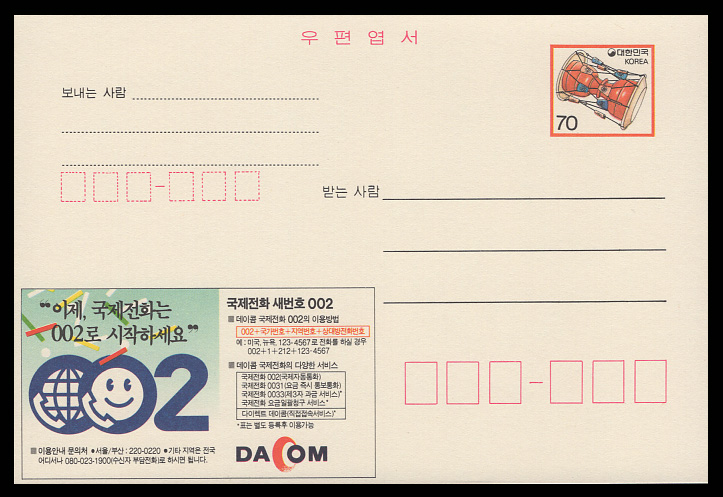 우편엽서
대한민국
KOREA
70
보내는 사람
받는 사람
“이제, 국제전화는
002로 시작하세요”
002
■ 이용안내 문의처 ●서울/부산 : 220-0220 ●기타 지역은 전국
어디서나 080-023-1900(수신자 부담전화)로 하시면 됩니다.
국제전화 새번호 002
■ 데이콤 국제전화 002의 이용방법
002+국가번호+지역번호+상대방전화번호
예 : 미국, 뉴욕, 123-4567로 전화를 하실 경우
002+1+212+123-4567
■ 데이콤 국제전화의 다양한 서비스
국제전화 002(국제자동통화)
국제전화 0031(요금 즉시 통보통화)
국제전화 0033(제3자 과금 서비스)*
국제전화 요금일괄청구 서비스*
다이렉트 데이콤(직접접속서비스)*
*표는 별도 등록후 이용가능
DACOM